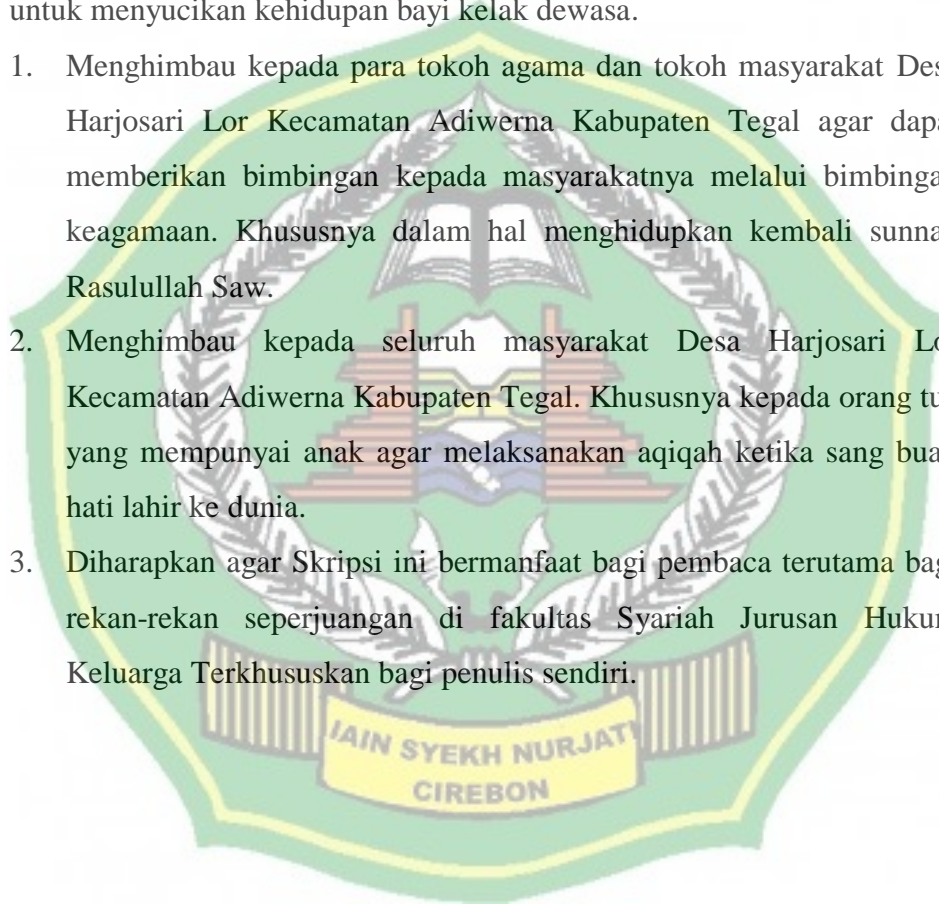 untuk menyucikan kehidupan bayi kelak dewasa.
1. Menghimbau kepada para tokoh agama dan tokoh masyarakat Des
Harjosari Lor Kecamatan Adiwerna Kabupaten Tegal agar dapa
memberikan bimbingan kepada masyarakatnya melalui bimbinga
keagamaan. Khususnya dalam hal menghidupkan kembali sunna
Rasulullah Saw.
2. Menghimbau kepada seluruh masyarakat Desa Harjosari Lo
Kecamatan Adiwerna Kabupaten Tegal. Khususnya kepada orang tu
yang mempunyai anak agar melaksanakan aqiqah ketika sang bua
hati lahir ke dunia.
3. Diharapkan agar Skripsi ini bermanfaat bagi pembaca terutama bag
rekan-rekan seperjuangan di fakultas Syariah Jurusan Huku
Keluarga Terkhususkan bagi penulis sendiri.
IAIN SYEKH NURJATI
CIREBON